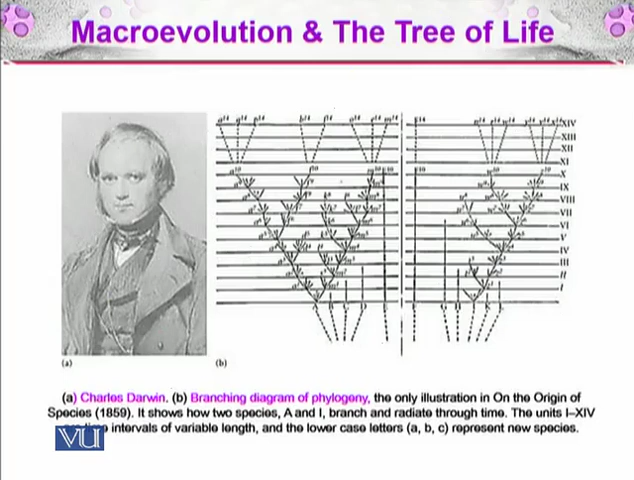 Macroevolution & The Tree of Life
XIV
XIII
XII
XI
X
IX
VIII
VII
VI
V
IV
III
II
I
(a)
(b)
(a) Charles Darwin. (b) Branching diagram of phylogeny, the only illustration in On the Origin of
Species (1859). It shows how two species, A and I, branch and radiate through time. The units I–XIV
time intervals of variable length, and the lower case letters (a, b, c) represent new species.
VU